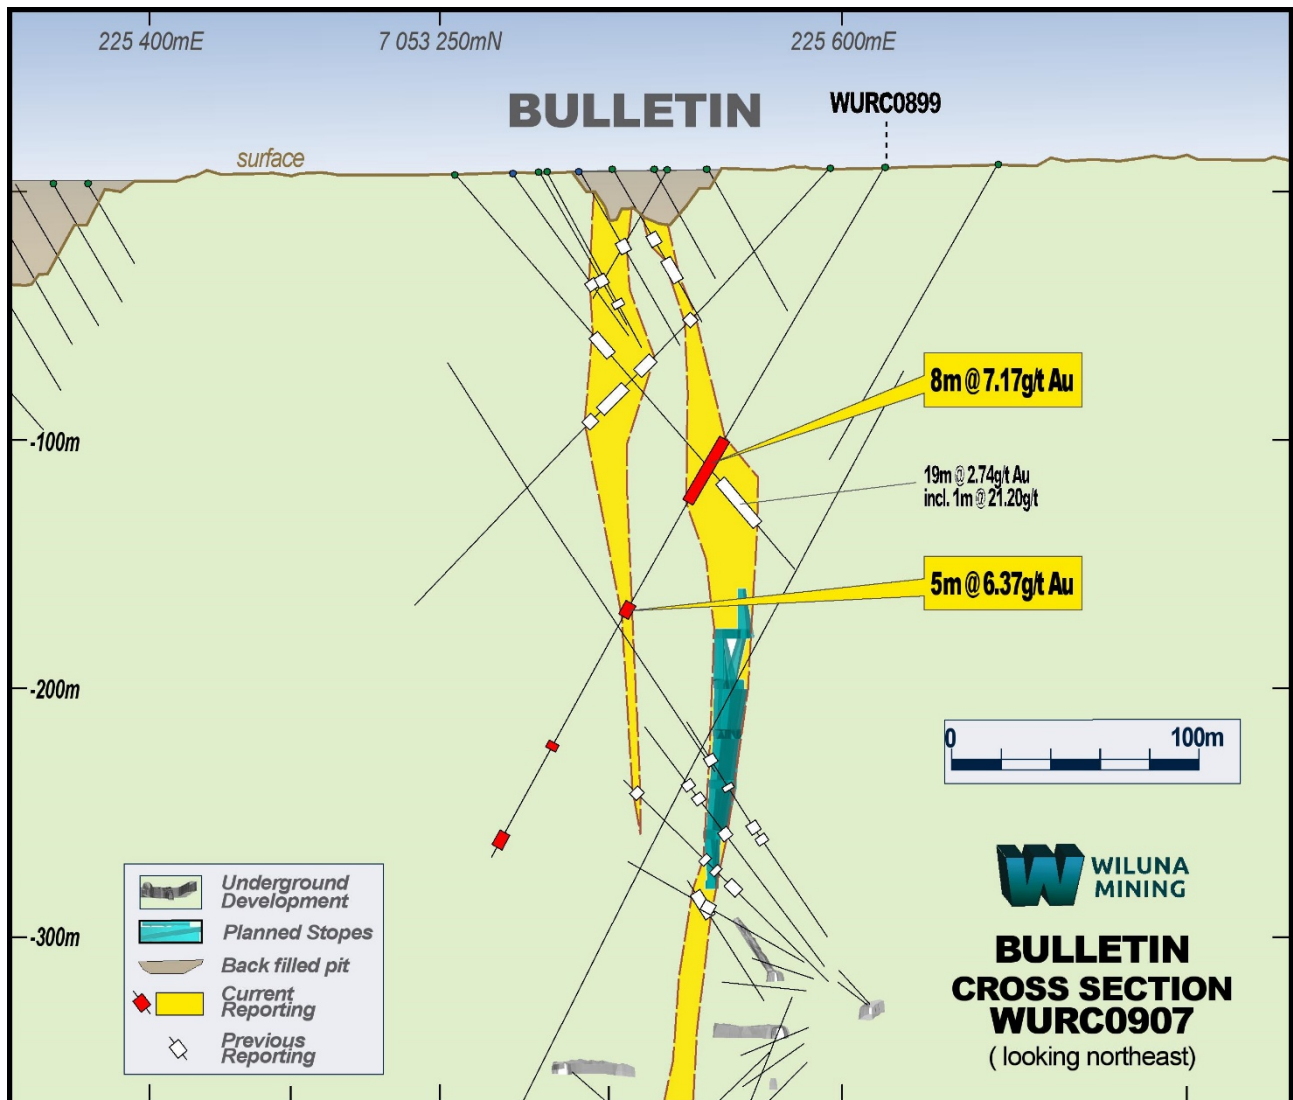 225 400mE
7 053 250mN
225 600mE
BULLETIN
WURC0899
surface
8m @ 7.17g/t Au
-100m
19m @ 2.74g/t Au
incl. 1m @ 21.20g/t
5m @ 6.37g/t Au
-200m
0
100m
WILUNA
MINING
Underground
Development
Planned Stopes
Back filled pit
Current
Reporting
Previous
Reporting
-300m
BULLETIN
CROSS SECTION
WURC0907
( looking northeast)